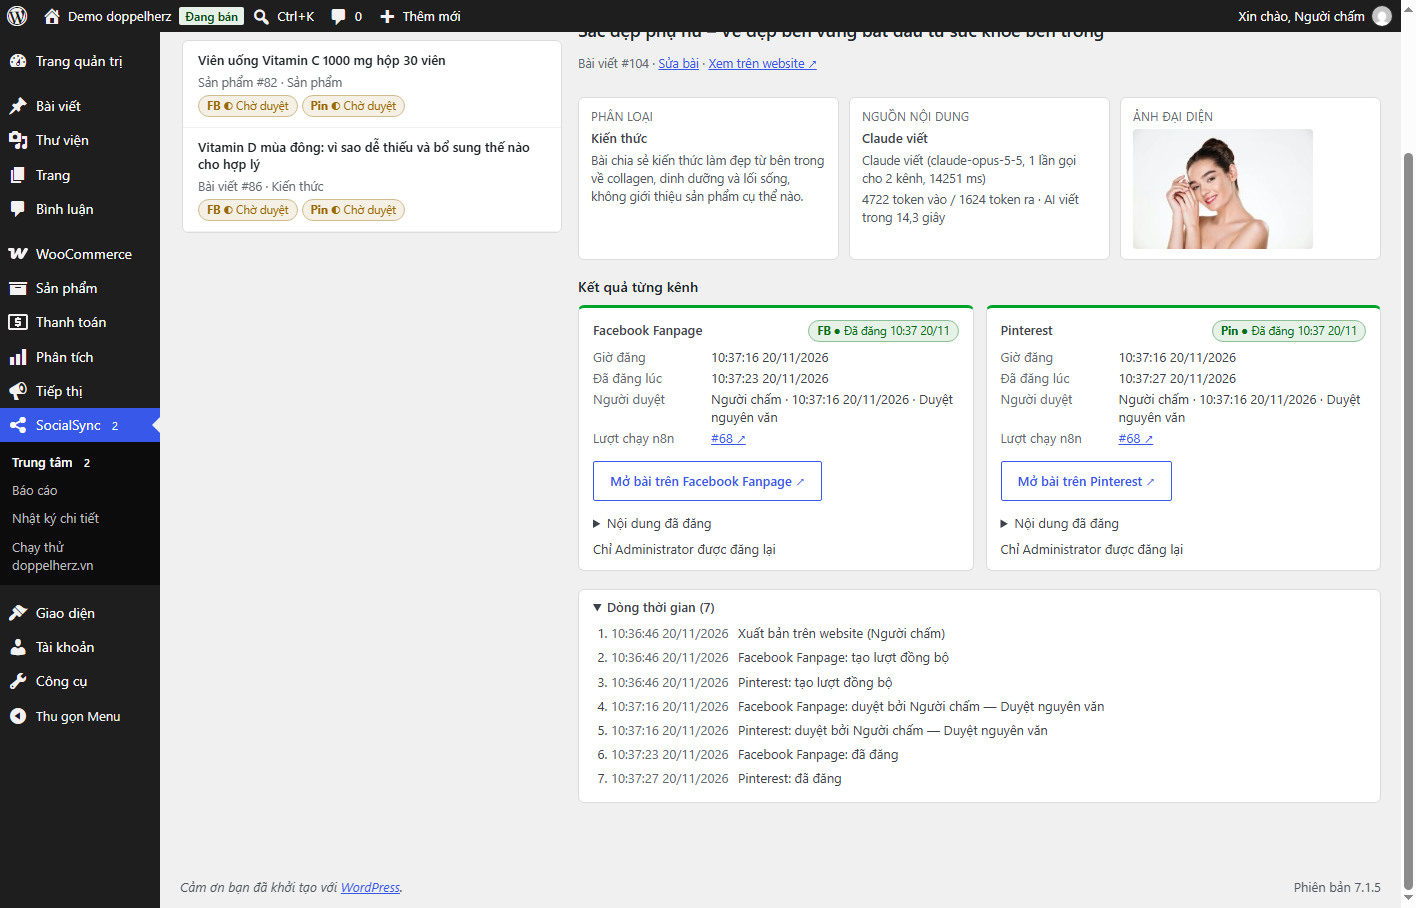 Demo doppelherz Đang bán Ctrl+K 0 Thêm mới
Xin chào, Người chấm
Trang quản trị
Bài viết
Thư viện
Trang
Bình luận
WooCommerce
Sản phẩm
Thanh toán
Phân tích
Tiếp thị
SocialSync 2
Trung tâm 2
Báo cáo
Nhật ký chi tiết
Chạy thử
doppelherz.vn
Giao diện
Tài khoản
Công cụ
Thu gọn Menu
Viên uống Vitamin C 1000 mg hộp 30 viên
Sản phẩm #82 · Sản phẩm
FB ◐ Chờ duyệt Pin ◐ Chờ duyệt
Vitamin D mùa đông: vì sao dễ thiếu và bổ sung thế nào
cho hợp lý
Bài viết #86 · Kiến thức
FB ◐ Chờ duyệt Pin ◐ Chờ duyệt
Sắc đẹp phụ nữ – Vẻ đẹp bền vững bắt đầu từ sức khỏe bên trong
Bài viết #104 · Sửa bài · Xem trên website ↗
PHÂN LOẠI
Kiến thức
Bài chia sẻ kiến thức làm đẹp từ bên trong
về collagen, dinh dưỡng và lối sống,
không giới thiệu sản phẩm cụ thể nào.
NGUỒN NỘI DUNG
Claude viết
Claude viết (claude-opus-5-5, 1 lần gọi
cho 2 kênh, 14251 ms)
4722 token vào / 1624 token ra · AI viết
trong 14,3 giây
ẢNH ĐẠI DIỆN
Kết quả từng kênh
Facebook Fanpage FB ● Đã đăng 10:37 20/11
Giờ đăng 10:37:16 20/11/2026
Đã đăng lúc 10:37:23 20/11/2026
Người duyệt Người chấm · 10:37:16 20/11/2026 · Duyệt
nguyên văn
Lượt chạy n8n #68 ↗
Mở bài trên Facebook Fanpage ↗
▶ Nội dung đã đăng
Chỉ Administrator được đăng lại
Pinterest Pin ● Đã đăng 10:37 20/11
Giờ đăng 10:37:16 20/11/2026
Đã đăng lúc 10:37:27 20/11/2026
Người duyệt Người chấm · 10:37:16 20/11/2026 · Duyệt
nguyên văn
Lượt chạy n8n #68 ↗
Mở bài trên Pinterest ↗
▶ Nội dung đã đăng
Chỉ Administrator được đăng lại
▼ Dòng thời gian (7)
1. 10:36:46 20/11/2026 Xuất bản trên website (Người chấm)
2. 10:36:46 20/11/2026 Facebook Fanpage: tạo lượt đồng bộ
3. 10:36:46 20/11/2026 Pinterest: tạo lượt đồng bộ
4. 10:37:16 20/11/2026 Facebook Fanpage: duyệt bởi Người chấm — Duyệt nguyên văn
5. 10:37:16 20/11/2026 Pinterest: duyệt bởi Người chấm — Duyệt nguyên văn
6. 10:37:23 20/11/2026 Facebook Fanpage: đã đăng
7. 10:37:27 20/11/2026 Pinterest: đã đăng
Cảm ơn bạn đã khởi tạo với WordPress.
Phiên bản 7.1.5